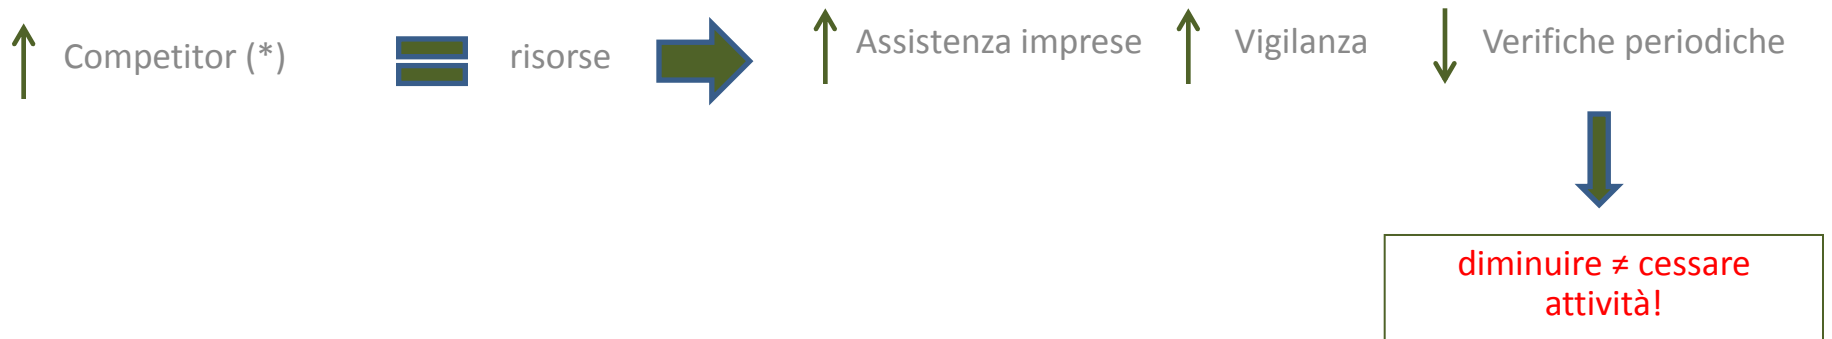 Competitor (*)
risorse
Assistenza imprese
Vigilanza
Verifiche periodiche
diminuire ≠ cessare
attività!